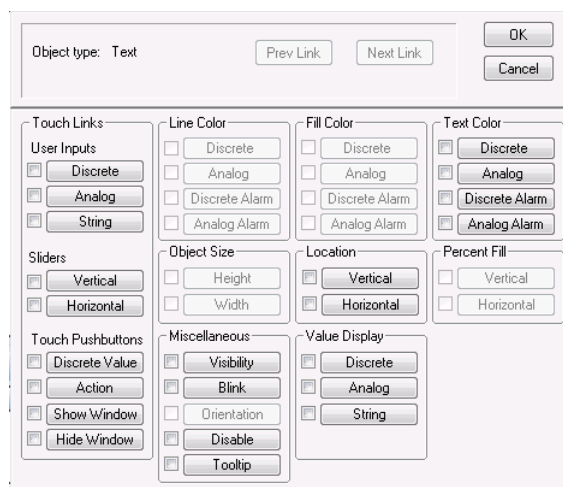 Object type: Text
Prev Link
Next Link
OK
Cancel
Touch Links
User Inputs
Discrete
Analog
String
Sliders
Vertical
Horizontal
Touch Pushbuttons
Discrete Value
Action
Show Window
Hide Window
Line Color
Discrete
Analog
Discrete Alarm
Analog Alarm
Fill Color
Discrete
Analog
Discrete Alarm
Analog Alarm
Text Color
Discrete
Analog
Discrete Alarm
Analog Alarm
Object Size
Height
Width
Location
Vertical
Horizontal
Percent Fill
Vertical
Horizontal
Miscellaneous
Visibility
Blink
Orientation
Disable
Tooltip
Value Display
Discrete
Analog
String